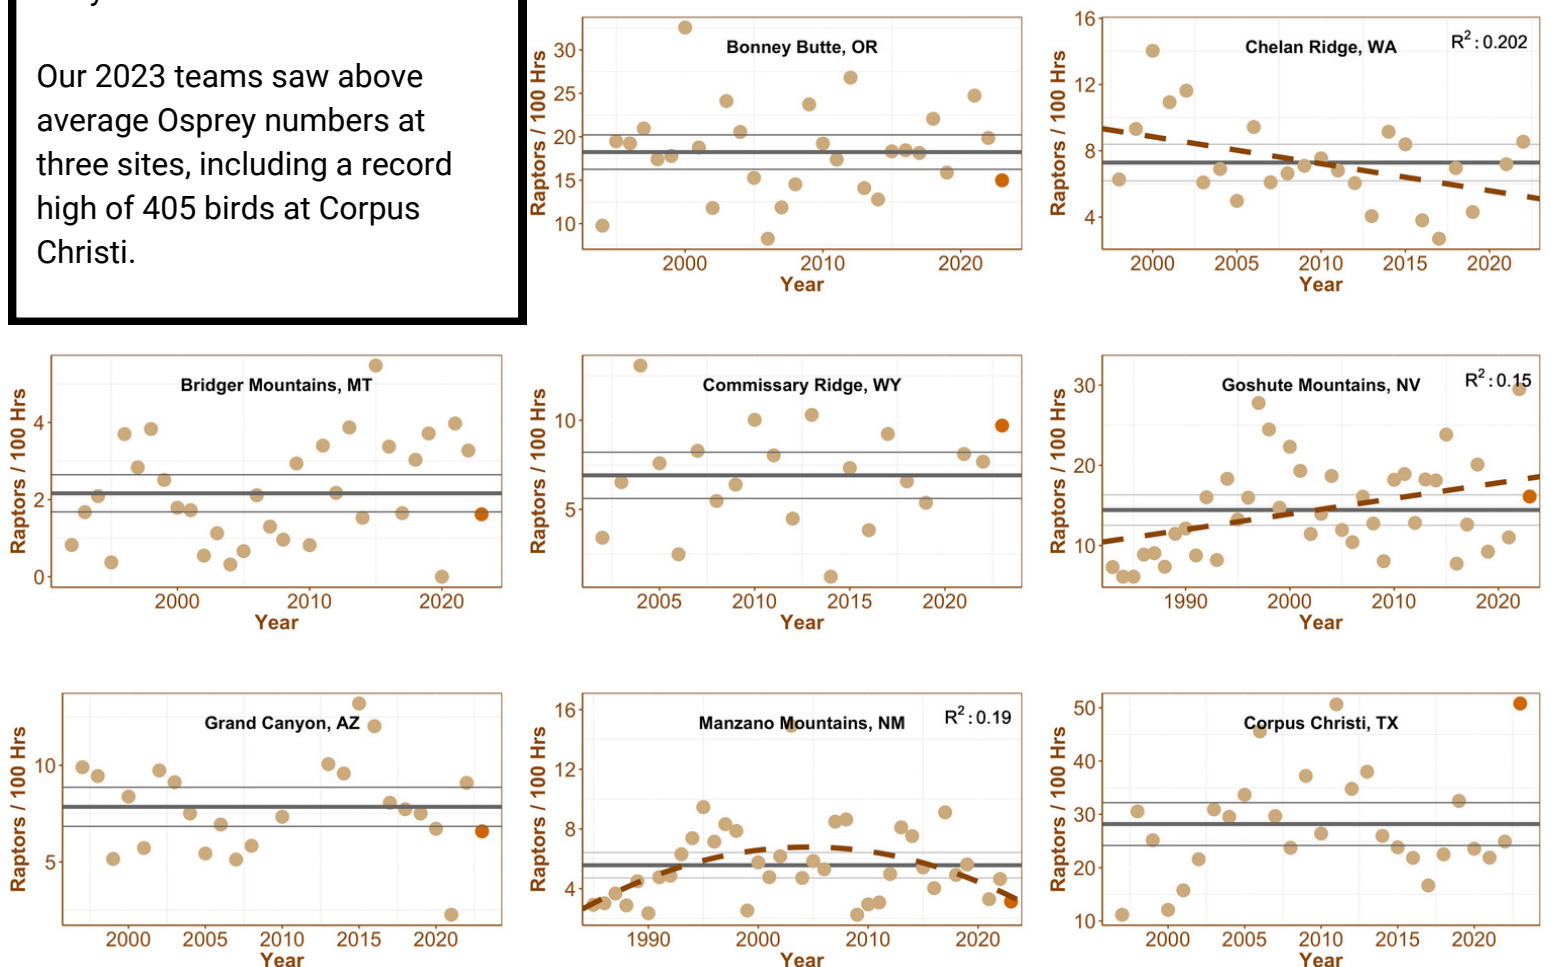 Our 2023 teams saw above
average Osprey numbers at
three sites, including a record
high of 405 birds at Corpus
Christi.
Bonney Butte, OR
Raptors / 100 Hrs
30
25
20
15
10
2000 2010 2020
Year
Chelan Ridge, WA
R²: 0.202
Raptors / 100 Hrs
16
12
8
4
2000 2005 2010 2015 2020
Year
Bridger Mountains, MT
Raptors / 100 Hrs
4
2
0
2000 2010 2020
Year
Commissary Ridge, WY
Raptors / 100 Hrs
10
5
2005 2010 2015 2020
Year
Goshute Mountains, NV
R²: 0.15
Raptors / 100 Hrs
30
20
10
1990 2000 2010 2020
Year
Grand Canyon, AZ
Raptors / 100 Hrs
10
5
2000 2005 2010 2015 2020
Year
Manzano Mountains, NM
R²: 0.19
Raptors / 100 Hrs
16
12
8
4
1990 2000 2010 2020
Year
Corpus Christi, TX
Raptors / 100 Hrs
50
40
30
20
10
2000 2005 2010 2015 2020
Year